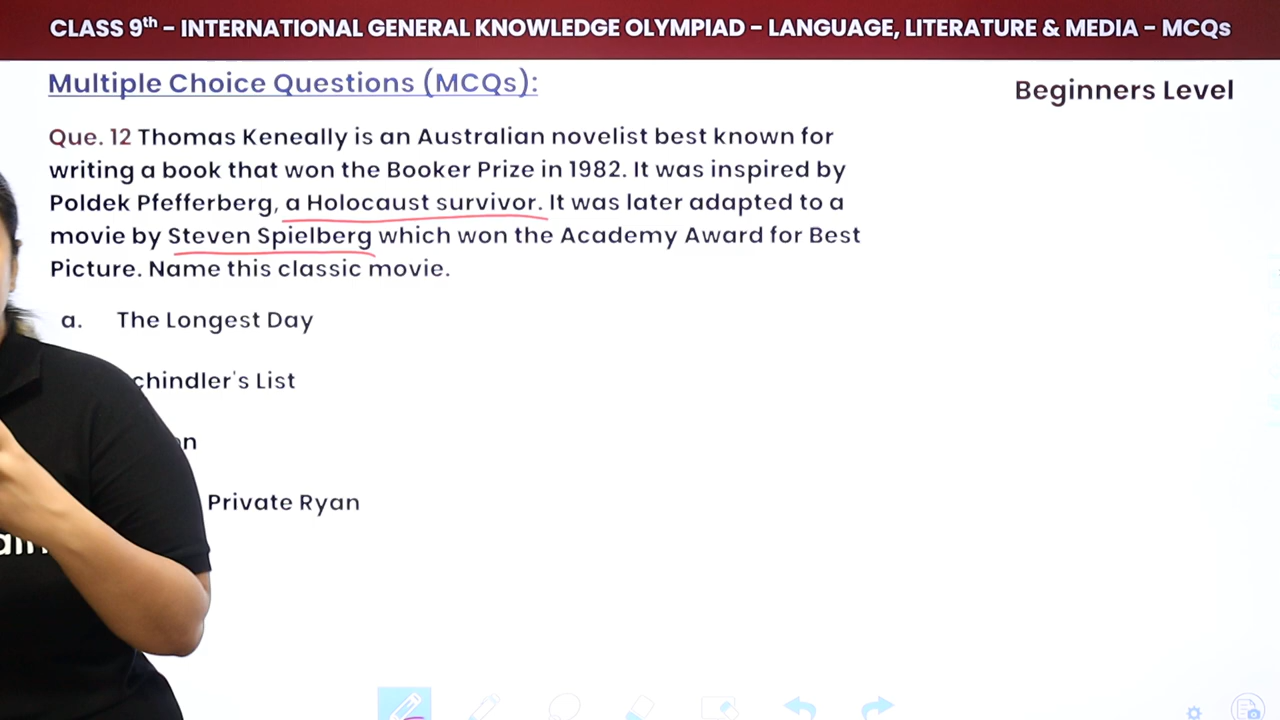 CLASS 9th – INTERNATIONAL GENERAL KNOWLEDGE OLYMPIAD – LANGUAGE, LITERATURE & MEDIA – MCQs
Multiple Choice Questions (MCQs):
Beginners Level
Que. 12 Thomas Keneally is an Australian novelist best known for
writing a book that won the Booker Prize in 1982. It was inspired by
Poldek Pfefferberg, a Holocaust survivor. It was later adapted to a
movie by Steven Spielberg which won the Academy Award for Best
Picture. Name this classic movie.
a. The Longest Day
chindler's List
Private Ryan